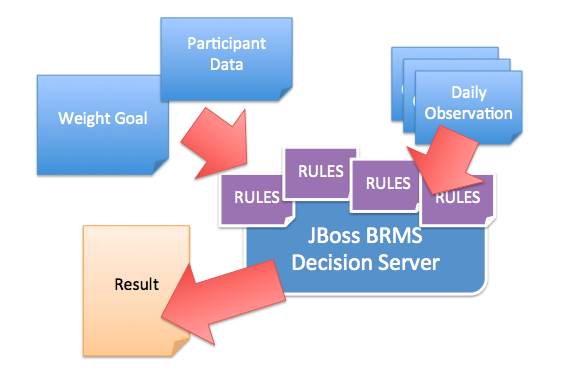 Participant
Data
Weight Goal
Daily
Observation
RULES
RULES
RULES
RULES
JBoss BRMS
Decision Server
Result